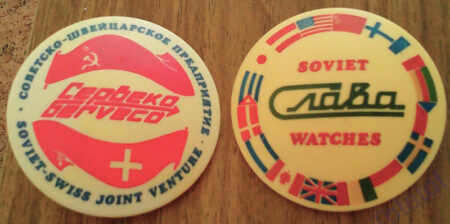 СОВЕТСКО-ШВЕЙЦАРСКОЕ ПРЕДПРИЯТИЕ
Сервеко
Serveco
SOVIET-SWISS JOINT VENTURE
SOVIET
Слава
WATCHES